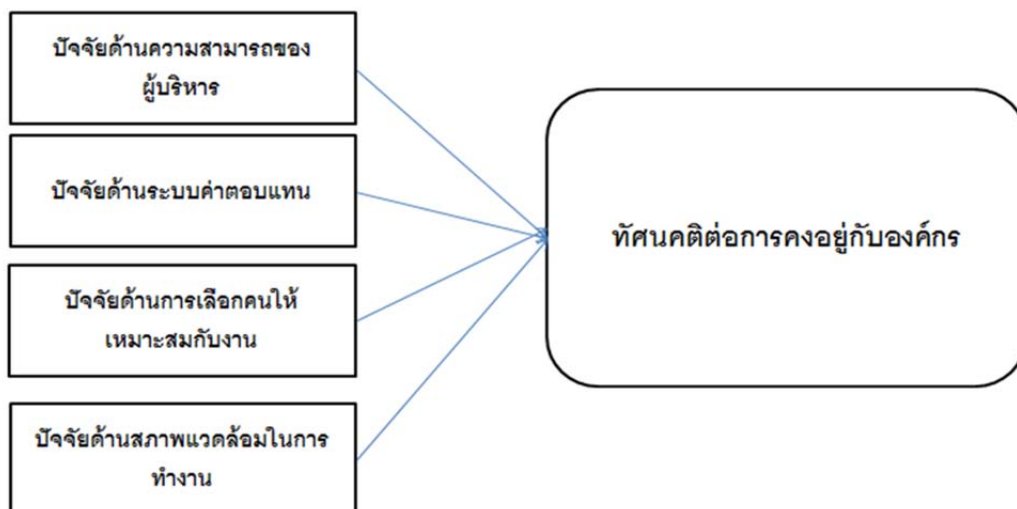 ปัจจัยด้านความสามารถของ
ผู้บริหาร
ปัจจัยด้านระบบค่าตอบแทน
ปัจจัยด้านการเลือกคนให้
เหมาะสมกับงาน
ปัจจัยด้านสภาพแวดล้อมในการ
ทำงาน
ทัศนคติต่อการคงอยู่กับองค์กร